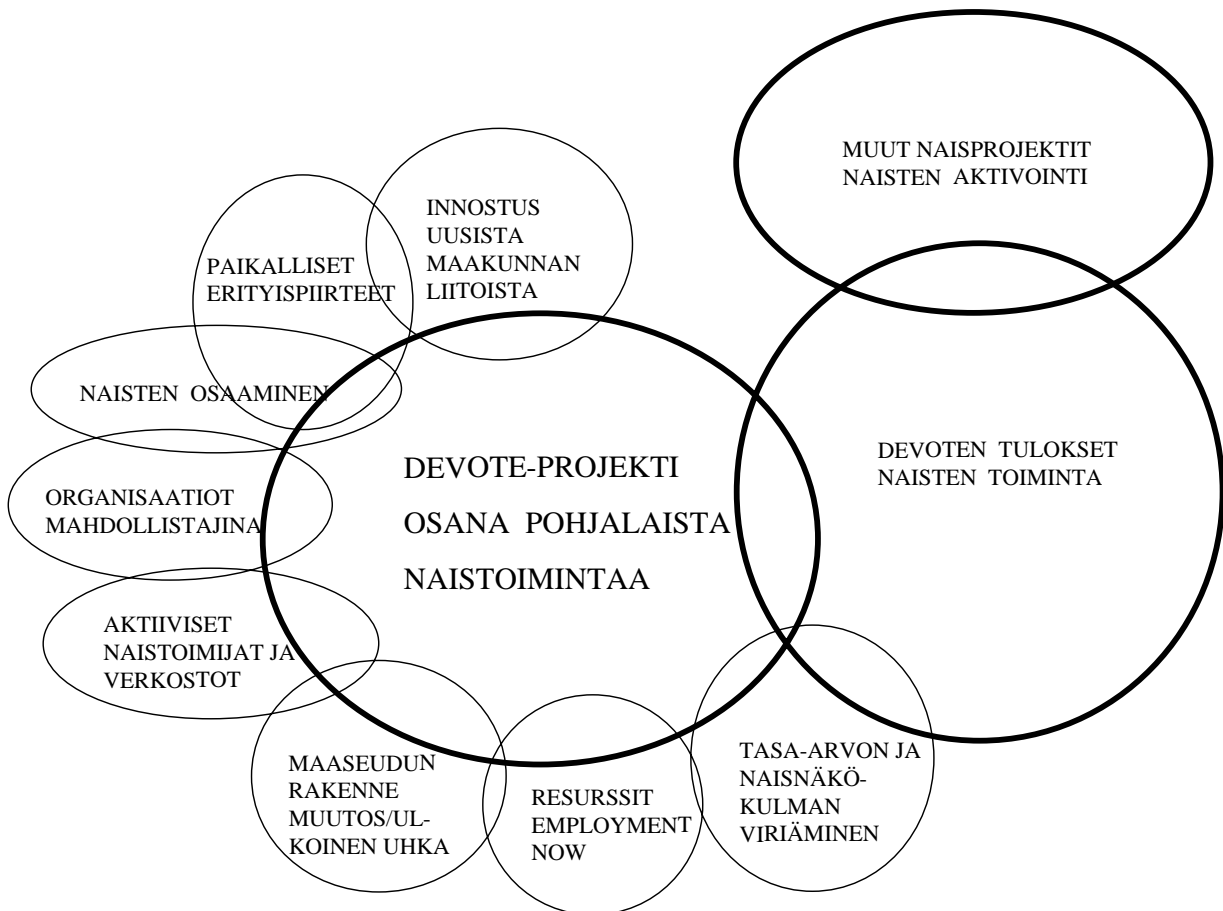 MUUT NAISPROJEKTIT
NAISTEN AKTIVOINTI
INNOSTUS
UUSISTA
MAAKUNNAN
LIITOISTA
PAIKALLISET
ERITYISPIIRTEET
NAISTEN OSAAMINEN
ORGANISAATIOT
MAHDOLLISTAJINA
AKTIIVISET
NAISTOIMIJAT JA
VERKOSTOT
DEVOTE-PROJEKTI
OSANA POHJALAISTA
NAISTOIMINTAA
DEVOTEN TULOKSET
NAISTEN TOIMINTA
MAASEUDUN
RAKENNE
MUUTOS/UL-
KOINEN UHKA
RESURSSIT
EMPLOYMENT
NOW
TASA-ARVON JA
NAISNÄKÖ-
KULMAN
VIRIÄMINEN